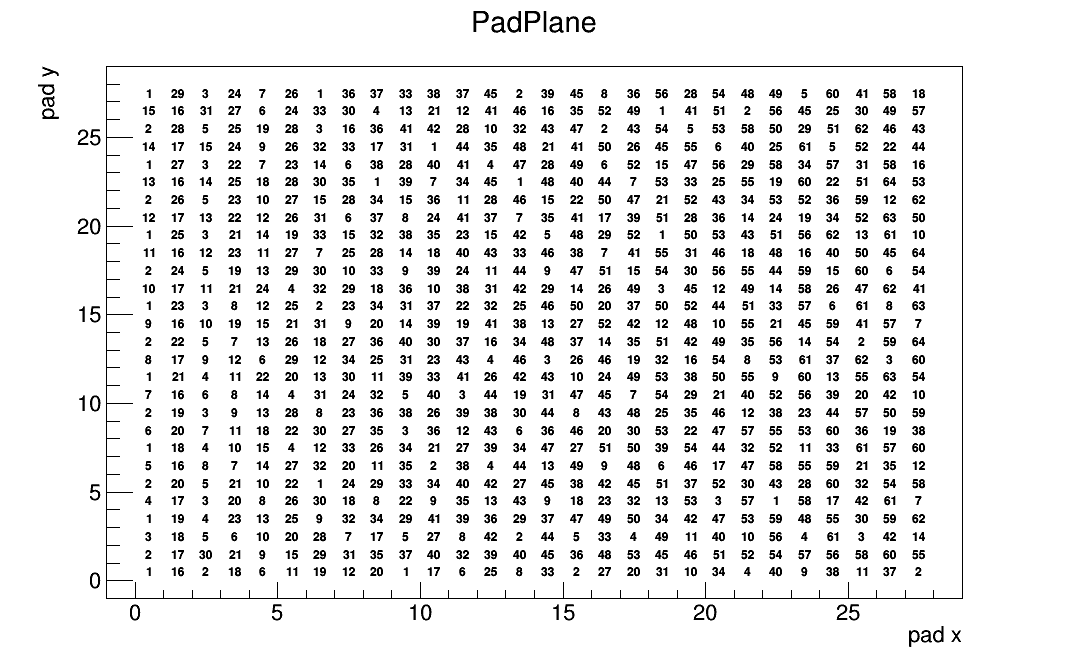 PadPlane
pad y
1 29 3 24 7 26 1 36 37 33 38 37 45 2 39 45 8 36 56 28 54 48 49 5 60 41 58 18
15 16 31 27 6 24 33 30 4 13 21 12 41 46 16 35 52 49 1 41 51 2 56 45 25 30 49 57
25 2 28 5 25 19 28 3 16 36 41 42 28 10 32 43 47 2 43 54 5 53 58 50 29 51 62 46 43
14 17 15 24 9 26 32 33 17 31 1 44 35 48 21 41 50 26 45 55 6 40 25 61 5 52 22 44
1 27 3 22 7 23 14 6 38 28 40 41 4 47 28 49 6 52 15 47 56 29 58 34 57 31 58 16
13 16 14 25 18 28 30 35 1 39 7 34 45 1 48 40 44 7 53 33 25 55 19 60 22 51 64 53
2 26 5 23 10 27 15 28 34 15 36 11 28 46 15 22 50 47 21 52 43 34 53 52 36 59 12 62
20 12 17 13 22 12 26 31 6 37 8 24 41 37 7 35 41 17 39 51 28 36 14 24 19 34 52 63 50
1 25 3 21 14 19 33 15 32 38 35 23 15 42 5 48 29 52 1 50 53 43 51 56 62 13 61 10
11 16 12 23 11 27 7 25 28 14 18 40 43 33 46 38 7 41 55 31 46 18 48 16 40 50 45 64
2 24 5 19 13 29 30 10 33 9 39 24 11 44 9 47 51 15 54 30 56 55 44 59 15 60 6 54
10 17 11 21 24 4 32 29 18 36 10 38 31 42 29 14 26 49 3 45 12 49 14 58 26 47 62 41
15 1 23 3 8 12 25 2 23 34 31 37 22 32 25 46 50 20 37 50 52 44 51 33 57 6 61 8 63
9 16 10 19 15 21 31 9 20 14 39 19 41 38 13 27 52 42 12 48 10 55 21 45 59 41 57 7
2 22 5 7 13 26 18 27 36 40 30 37 16 34 48 37 14 35 51 42 49 35 56 14 54 2 59 64
8 17 9 12 6 29 12 34 25 31 23 43 4 46 3 26 46 19 32 16 54 8 53 61 37 62 3 60
1 21 4 11 22 20 13 30 11 39 33 41 26 42 43 10 24 49 53 38 50 55 9 60 13 55 63 54
10 7 16 6 8 14 4 31 24 32 5 40 3 44 19 31 47 45 7 54 29 21 40 52 56 39 20 42 10
2 19 3 9 13 28 8 23 36 38 26 39 38 30 44 8 43 48 25 35 46 12 38 23 44 57 50 59
6 20 7 11 18 22 30 27 35 3 36 12 43 6 36 46 20 30 53 22 47 57 55 53 60 36 19 38
1 18 4 10 15 4 12 33 26 34 21 27 39 34 47 27 51 50 39 54 44 32 52 11 33 61 57 60
5 16 8 7 14 27 32 20 11 35 2 38 4 44 13 49 9 48 6 46 17 47 58 55 59 21 35 12
5 2 20 5 21 10 22 1 24 29 33 34 40 42 27 45 38 42 45 51 37 52 30 43 28 60 32 54 58
4 17 3 20 8 26 30 18 8 22 9 35 13 43 9 18 23 32 13 53 3 57 1 58 17 42 61 7
1 19 4 23 13 25 9 32 34 29 41 39 36 29 37 47 49 50 34 42 47 53 59 48 55 30 59 62
3 18 5 6 10 20 28 7 17 5 27 8 42 2 44 5 33 4 49 11 40 10 56 4 61 3 42 14
2 17 30 21 9 15 29 31 35 37 40 32 39 40 45 36 48 53 45 46 51 52 54 57 56 58 60 55
0 1 16 2 18 6 11 19 12 20 1 17 6 25 8 33 2 27 20 31 10 34 4 40 9 38 11 37 2
0 5 10 15 20 25
pad x